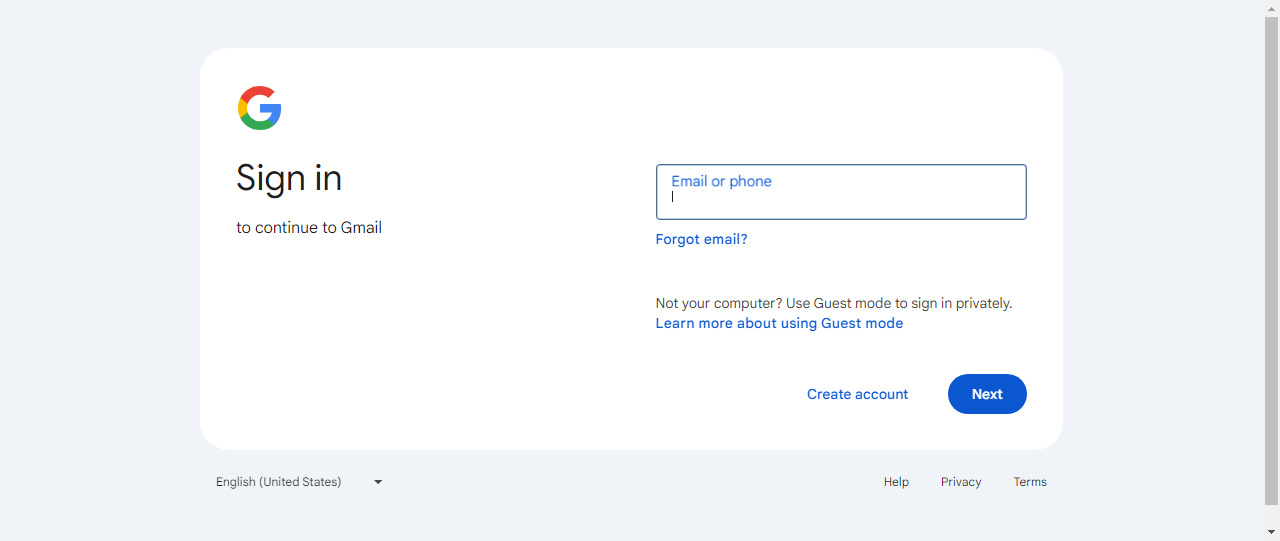 Sign in
to continue to Gmail
Email or phone
Forgot email?
Not your computer? Use Guest mode to sign in privately.
Learn more about using Guest mode
Create account
Next
English (United States)
Help
Privacy
Terms